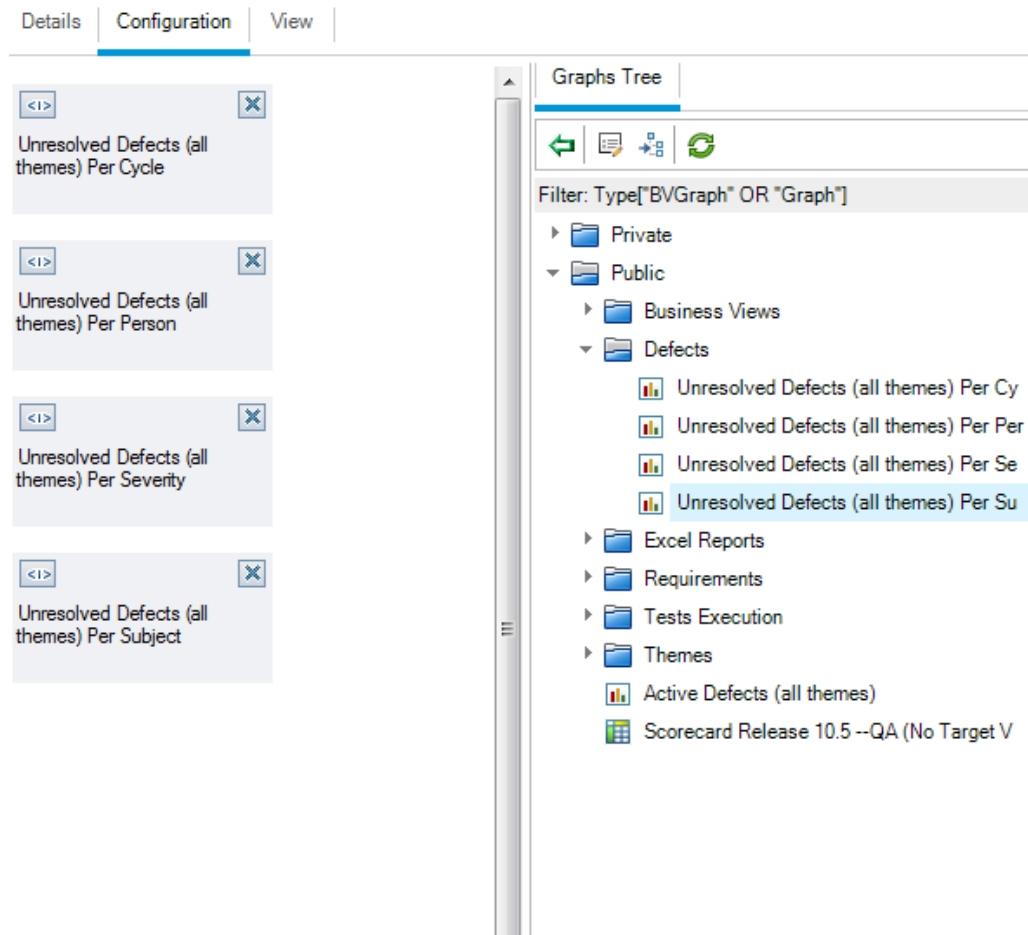 Details Configuration View
Unresolved Defects (all
themes) Per Cycle
Unresolved Defects (all
themes) Per Person
Unresolved Defects (all
themes) Per Severity
Unresolved Defects (all
themes) Per Subject
Graphs Tree
Filter: Type["BVGraph" OR "Graph"]
Private
Public
Business Views
Defects
Unresolved Defects (all themes) Per Cy
Unresolved Defects (all themes) Per Per
Unresolved Defects (all themes) Per Se
Unresolved Defects (all themes) Per Su
Excel Reports
Requirements
Tests Execution
Themes
Active Defects (all themes)
Scorecard Release 10.5 --QA (No Target V